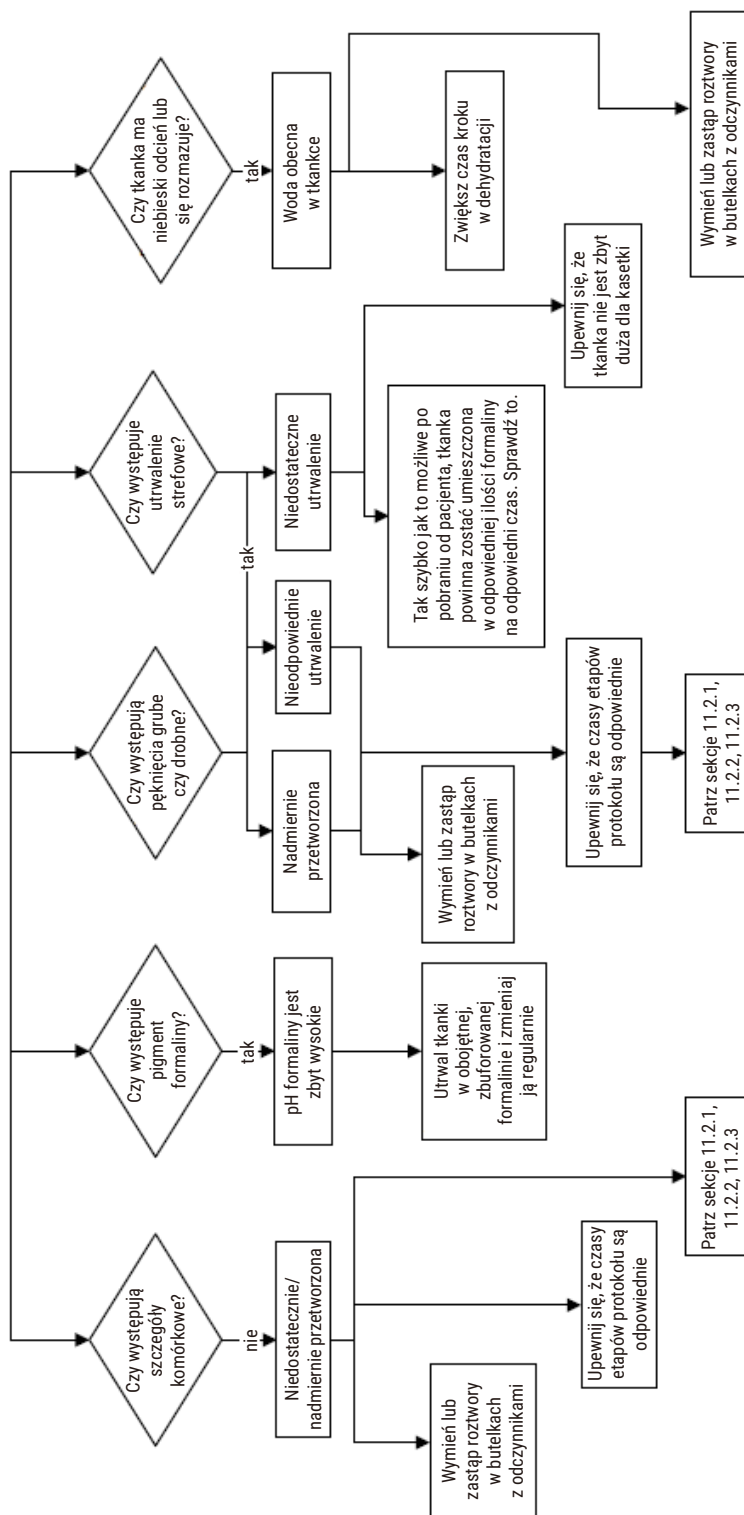 Czy występują
szczegóły
komórkowe?
nie
Niedostatecznie/
nadmiernie przetworzona
Wymień lub
zastąp roztwory
w butelkach
z odczynnikami
Upewnij się, że czasy
etapów protokołu są
odpowiednie
Patrz sekcje 11.2.1,
11.2.2, 11.2.3
Czy występuje
pigment
formaliny?
tak
pH formaliny jest
zbyt wysokie
Utrwal tkanki
w obojętnej,
zbuforowanej
formalinie i zmieniaj
ją regularnie
Czy występują
pęknięcia grube
czy drobne?
Czy występuje
utrwalenie
strefowe?
tak
Nadmiernie
przetworzona
Nieodpowiednie
utrwalenie
Niedostateczne
utrwalenie
Wymień lub zastąp
roztwory w butelkach
z odczynnikami
Upewnij się, że czasy etapów
protokołu są odpowiednie
Patrz sekcje 11.2.1,
11.2.2, 11.2.3
Tak szybko jak to możliwe po
pobraniu od pacjenta, tkanka
powinna zostać umieszczona
w odpowiedniej ilości formaliny
na odpowiedni czas. Sprawdź to.
Upewnij się, że
tkanka nie jest zbyt
duża dla kasetki
Czy tkanka ma
niebieski odcień lub
się rozmazuje?
tak
Woda obecna
w tkankce
Zwiększ czas kroku
w dehydratacji
Wymień lub zastąp roztwory
w butelkach z odczynnikami